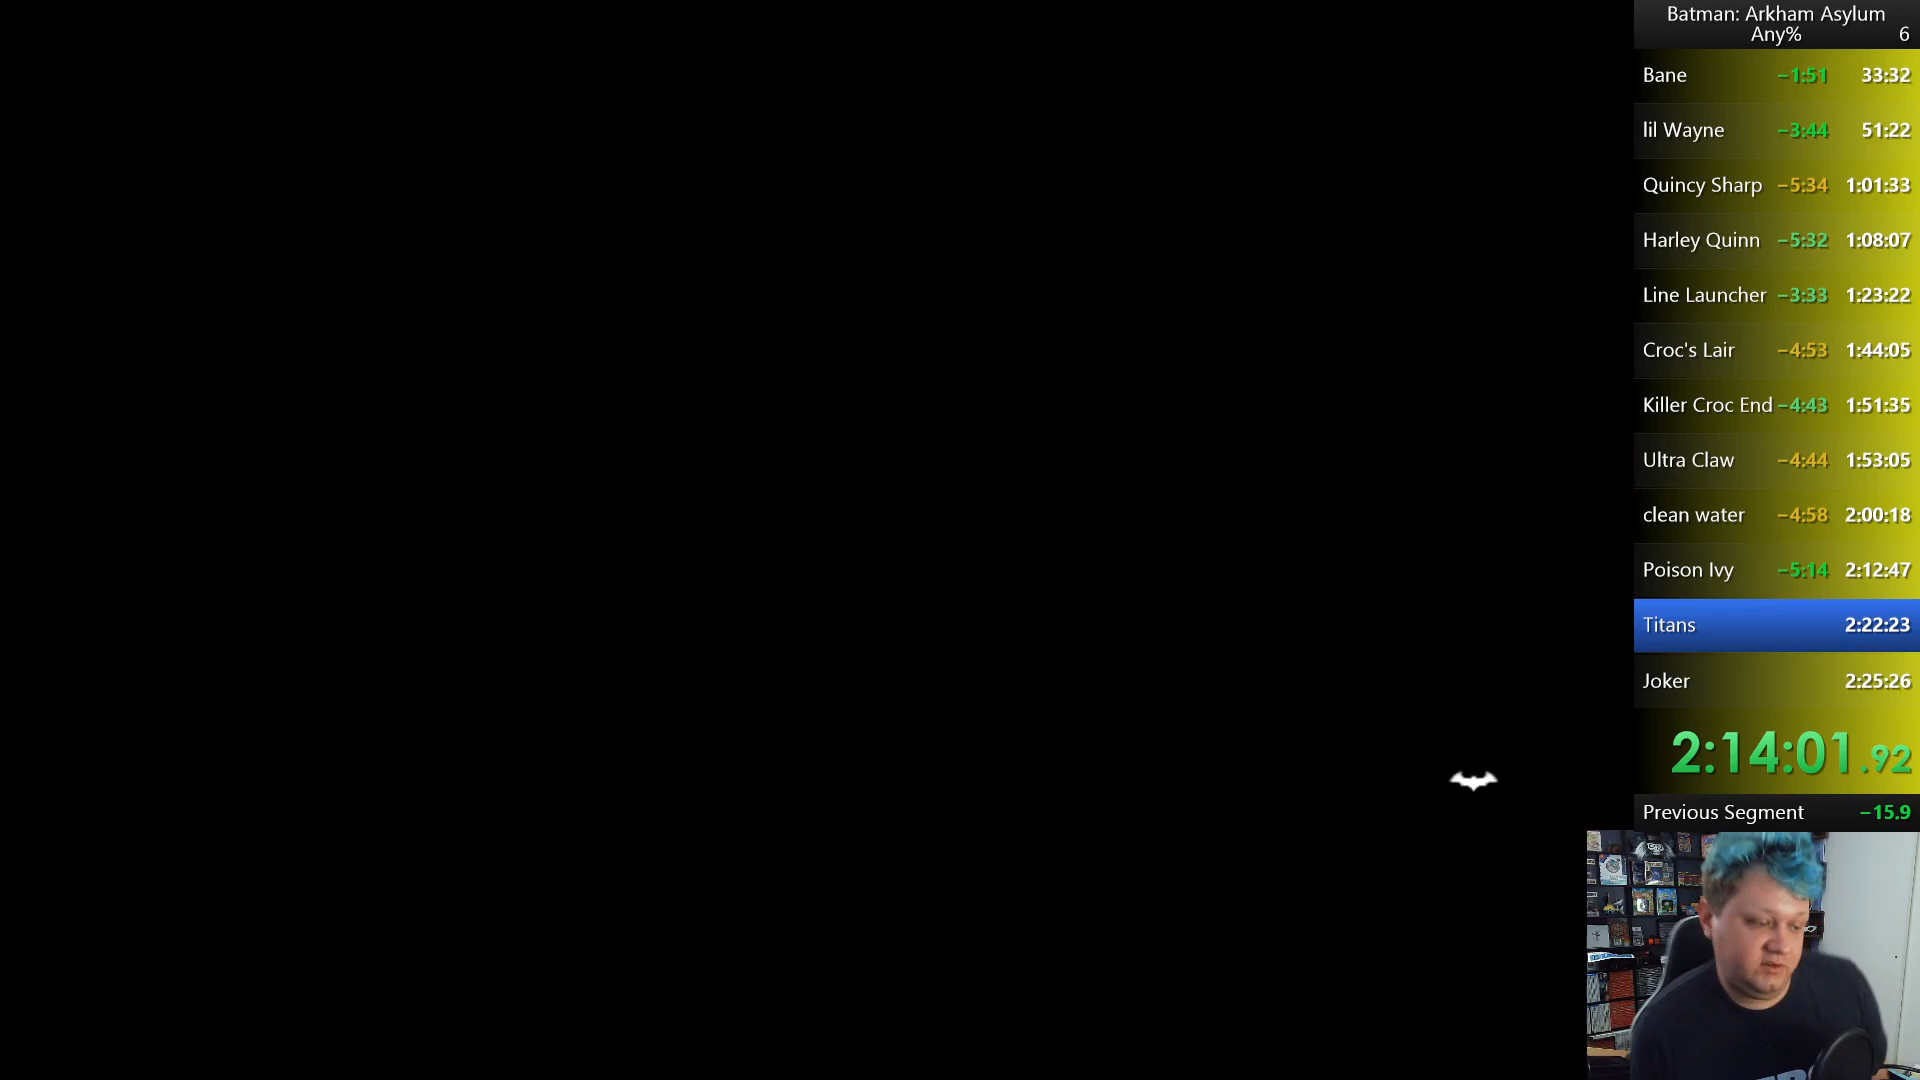 Batman: Arkham Asylum
Any% 6
Bane −1:51 33:32
lil Wayne −3:44 51:22
Quincy Sharp −5:34 1:01:33
Harley Quinn −5:32 1:08:07
Line Launcher −3:33 1:23:22
Croc's Lair −4:53 1:44:05
Killer Croc End −4:43 1:51:35
Ultra Claw −4:44 1:53:05
clean water −4:58 2:00:18
Poison Ivy −5:14 2:12:47
Titans 2:22:23
Joker 2:25:26
2:14:01.92
Previous Segment −15.9